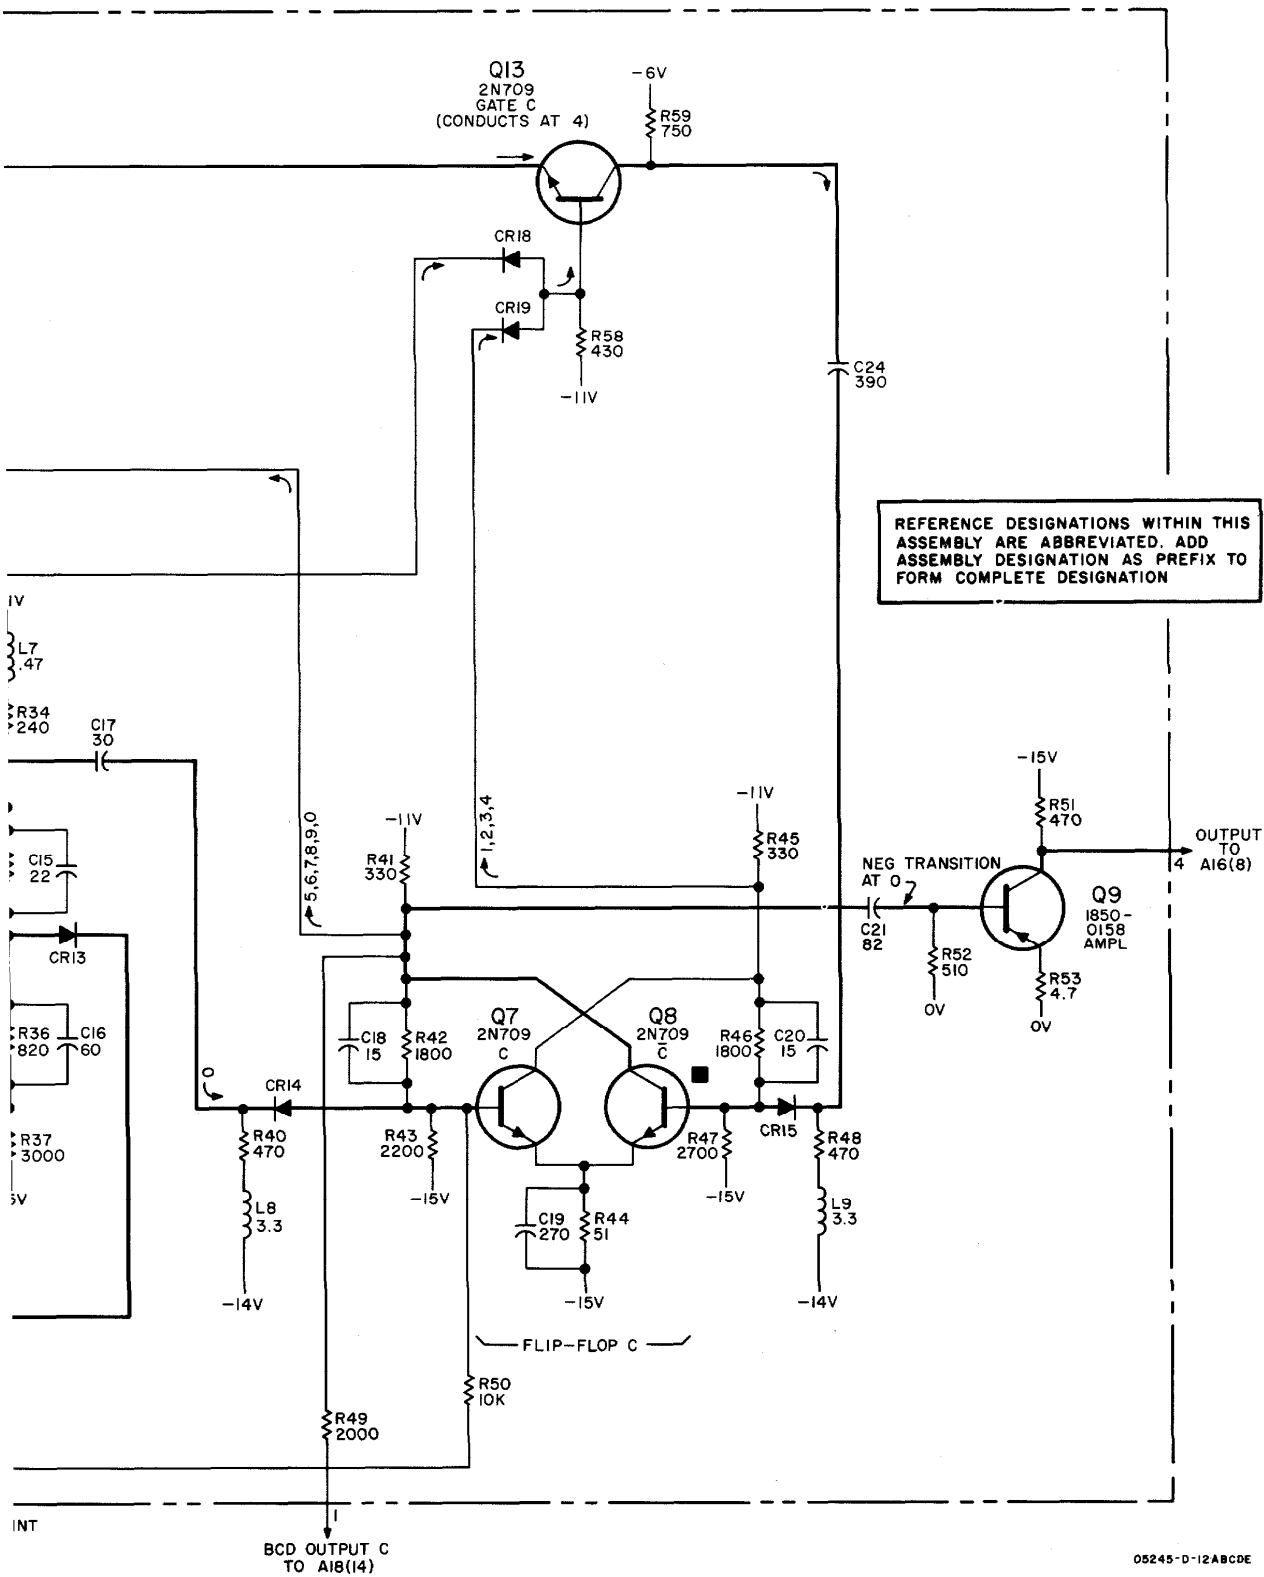 Q13
2N709
GATE C
(CONDUCTS AT 4)
-6V
R59
750
CR18
CR19
R58
430
-11V
C24
390
REFERENCE DESIGNATIONS WITHIN THIS
ASSEMBLY ARE ABBREVIATED. ADD
ASSEMBLY DESIGNATION AS PREFIX TO
FORM COMPLETE DESIGNATION
IV
L7
.47
R34
240
C17
30
5,6,7,8,9,0
1,2,3,4
-11V
R41
330
-11V
R45
330
-15V
R51
470
OUTPUT
TO
A16(8)
4
NEG TRANSITION
AT 0
C21
82
Q9
1850-
0158
AMPL
R52
510
0V
R53
4.7
0V
C15
22
CR13
R36
820
C16
60
C18
15
R42
1800
Q7
2N709
C
Q8
2N709
C̅
R46
1800
C20
15
0
CR14
CR15
R37
3000
5V
R40
470
R43
2200
-15V
R47
2700
-15V
R48
470
L8
3.3
C19
270
R44
51
L9
3.3
-14V
-15V
-14V
FLIP-FLOP C
R50
10K
R49
2000
1
INT
BCD OUTPUT C
TO A18(14)
05245-D-12ABCDE